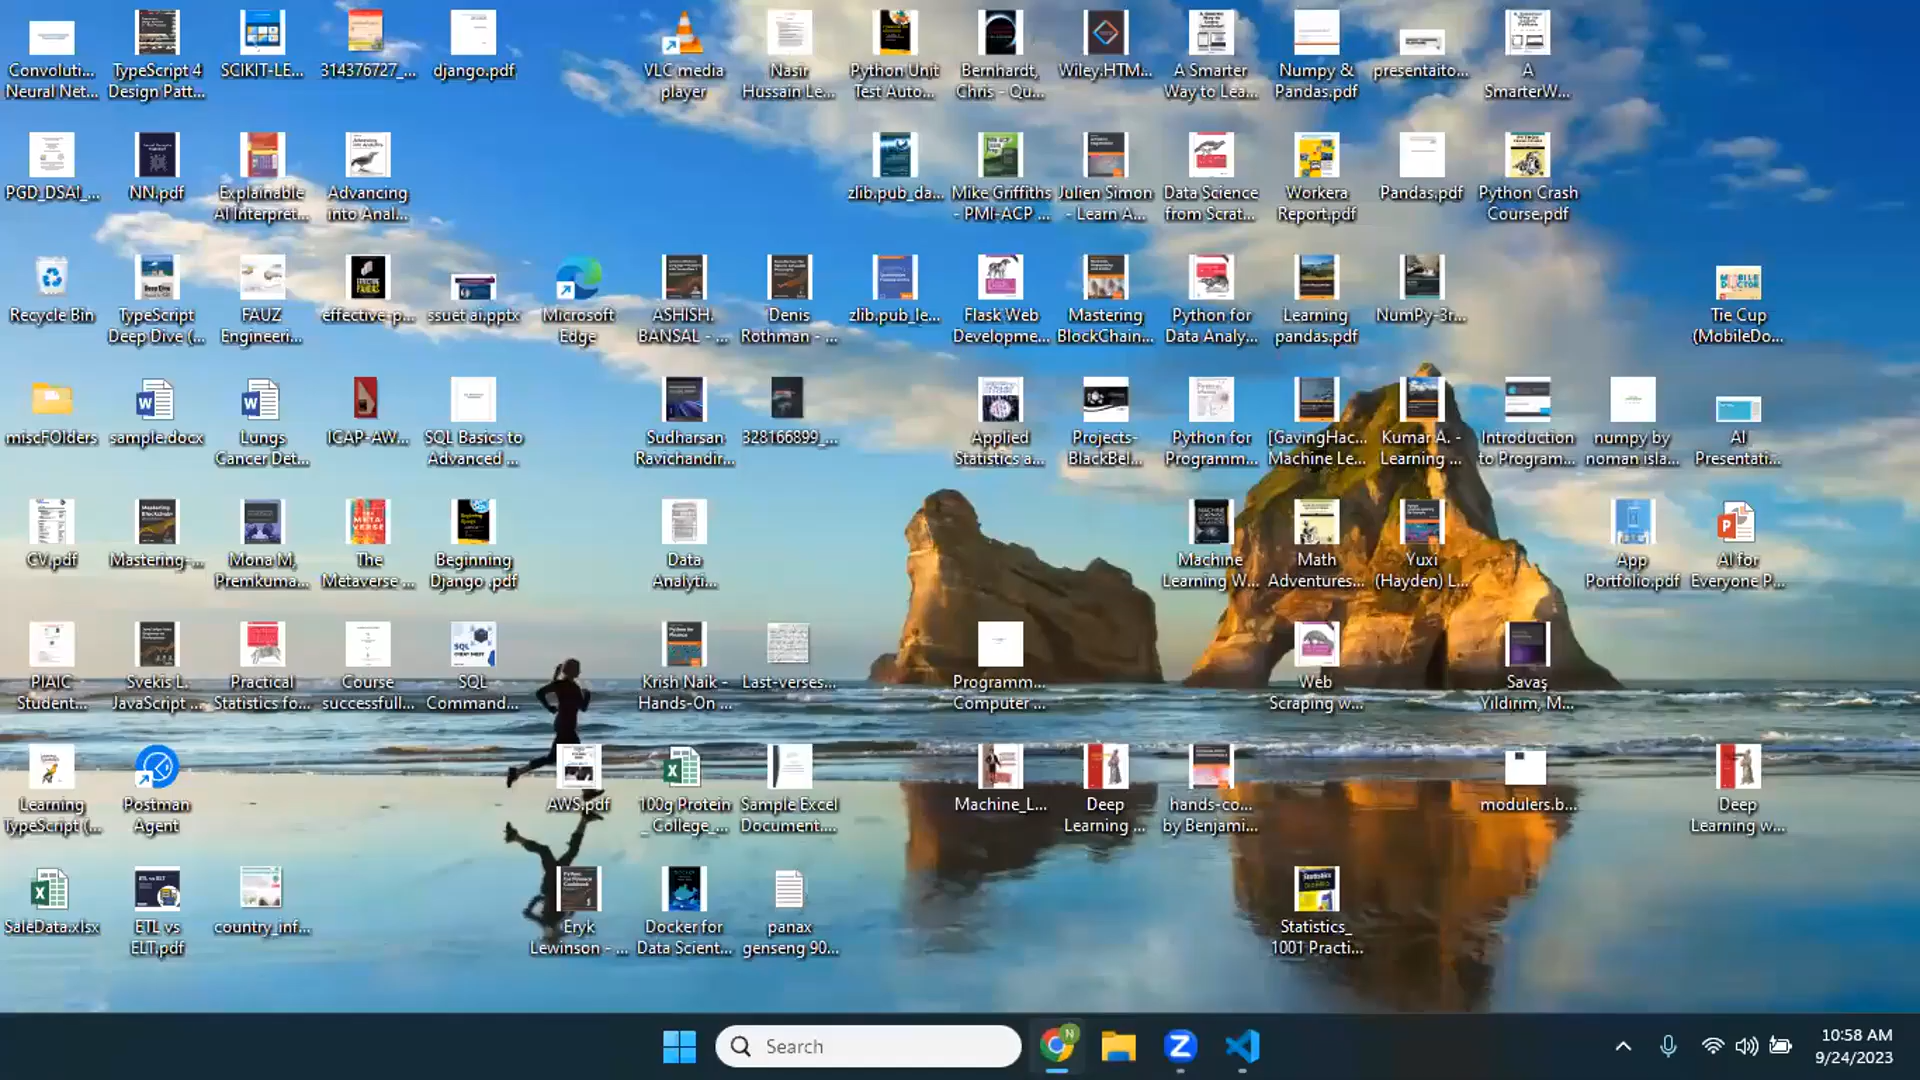 Convoluti...
Neural Net...
TypeScript 4
Design Patt...
SCIKIT-LE...
314376727_...
django.pdf
VLC media
player
Nasir
Hussain Le...
Python Unit
Test Auto...
Bernhardt,
Chris - Qu...
Wiley.HTM...
A Smarter
Way to Lea...
Numpy &
Pandas.pdf
presentaito...
A
SmarterW...
PGD_DSAI_...
NN.pdf
Explainable
AI Interpret...
Advancing
into Anal...
zlib.pub_da...
Mike Griffiths
- PMI-ACP ...
Julien Simon
- Learn A...
Data Science
from Scrat...
Workera
Report.pdf
Pandas.pdf
Python Crash
Course.pdf
Recycle Bin
TypeScript
Deep Dive (...
FAUZ
Engineeri...
effective-p...
ssuet ai.pptx
Microsoft
Edge
ASHISH.
BANSAL - ...
Denis
Rothman - ...
zlib.pub_le...
Flask Web
Developme...
Mastering
BlockChain...
Python for
Data Analy...
Learning
pandas.pdf
NumPy-3r...
Tie Cup
(MobileDo...
miscFOlders
sample.docx
Lungs
Cancer Det...
ICAP-AW...
SQL Basics to
Advanced ...
Sudharsan
Ravichandir...
328166899_...
Applied
Statistics a...
Projects-
BlackBel...
Python for
Programm...
[GavingHac...
Machine Le...
Kumar A. -
Learning ...
Introduction
to Program...
numpy by
noman isla...
AI
Presentati...
CV.pdf
Mastering-...
Mona M,
Premkuma...
The
Metaverse ...
Beginning
Django .pdf
Data
Analyti...
Machine
Learning W...
Math
Adventures...
Yuxi
(Hayden) L...
App
Portfolio.pdf
AI for
Everyone P...
PIAIC
Student...
Svekis L.
JavaScript ...
Practical
Statistics fo...
Course
successfull...
SQL
Command...
Krish Naik -
Hands-On ...
Last-verses...
Programm...
Computer ...
Web
Scraping w...
Savaş
Yıldırım, M...
Learning
TypeScript (...
Postman
Agent
AWS.pdf
100g Protein
_ College_...
Sample Excel
Document....
Machine_L...
Deep
Learning ...
hands-co...
by Benjami...
modulers.b...
Deep
Learning w...
SaleData.xlsx
ETL vs
ELT.pdf
country_inf...
Eryk
Lewinson - ...
Docker for
Data Scient...
panax
genseng 90...
Statistics_
1001 Practi...
Search
10:58 AM
9/24/2023